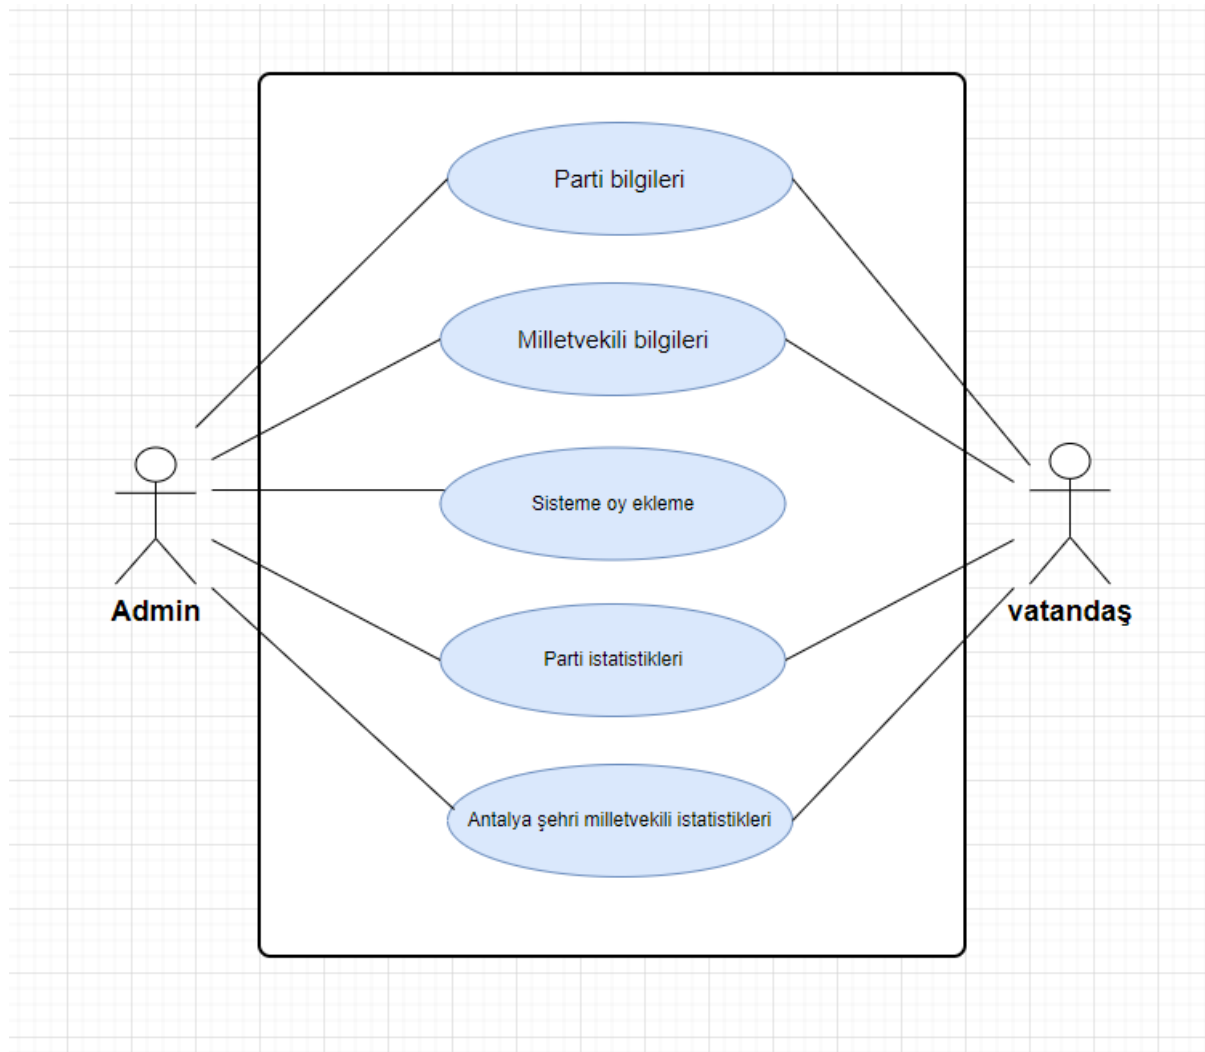 Parti bilgileri
Milletvekili bilgileri
Sisteme oy ekleme
Admin
vatandaş
Parti istatistikleri
Antalya şehri milletvekili istatistikleri